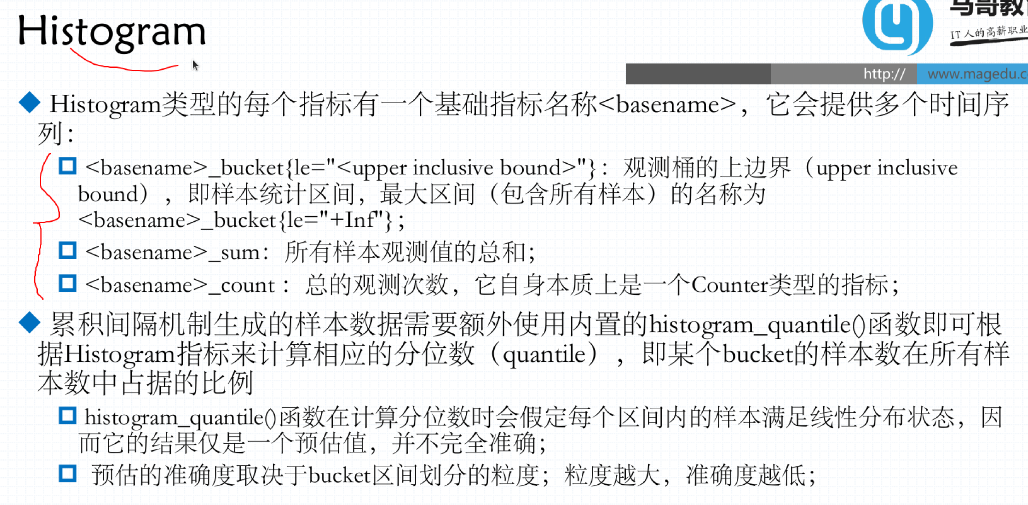 Histogram
马哥教
IT人的高薪职业
http://
www.magedu.c
Histogram类型的每个指标有一个基础指标名称<basename>，它会提供多个时间序
列：
<basename>_bucket{le="<upper inclusive bound>"}：观测桶的上边界（upper inclusive
bound），即样本统计区间，最大区间（包含所有样本）的名称为
<basename>_bucket{le="+Inf"}；
<basename>_sum：所有样本观测值的总和；
<basename>_count ：总的观测次数，它自身本质上是一个Counter类型的指标；
累积间隔机制生成的样本数据需要额外使用内置的histogram_quantile()函数即可根
据Histogram指标来计算相应的分位数（quantile），即某个bucket的样本数在所有样
本数中占据的比例
histogram_quantile()函数在计算分位数时会假定每个区间内的样本满足线性分布状态，因
而它的结果仅是一个预估值，并不完全准确；
预估的准确度取决于bucket区间划分的粒度；粒度越大，准确度越低；